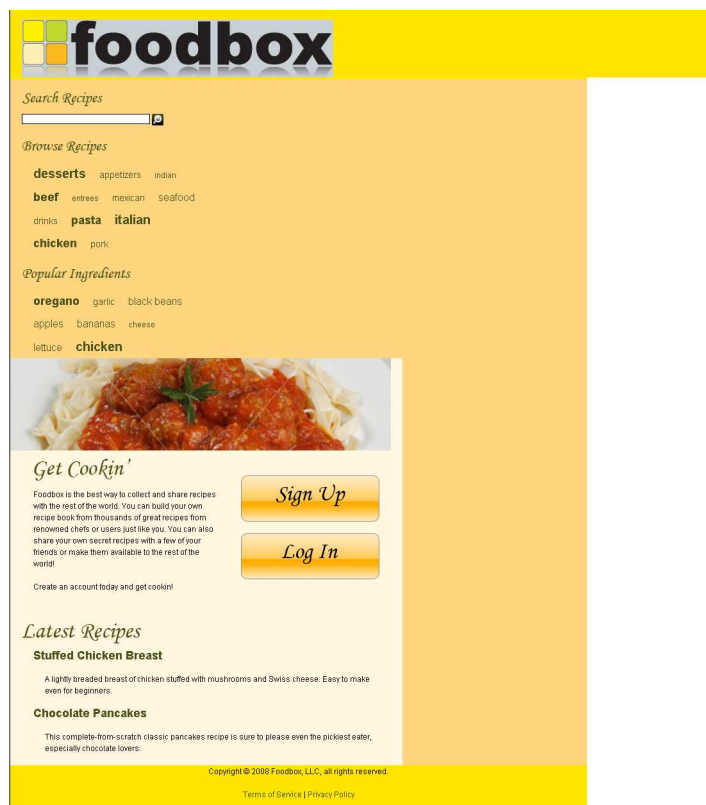 foodbox
Search Recipes
Browse Recipes
desserts appetizers indian
beef entrees mexican seafood
drinks pasta italian
chicken pork
Popular Ingredients
oregano garlic black beans
apples bananas cheese
lettuce chicken
Get Cookin'
Foodbox is the best way to collect and share recipes
with the rest of the world. You can build your own
recipe book from thousands of great recipes from
renowned chefs or users just like you. You can also
share your own secret recipes with a few of your
friends or make them available to the rest of the
world!
Create an account today and get cookin!
Sign Up
Log In
Latest Recipes
Stuffed Chicken Breast
A lightly breaded breast of chicken stuffed with mushrooms and Swiss cheese. Easy to make
even for beginners.
Chocolate Pancakes
This complete-from-scratch classic pancakes recipe is sure to please even the pickiest eater,
especially chocolate lovers.
Copyright © 2008 Foodbox, LLC, all rights reserved.
Terms of Service | Privacy Policy